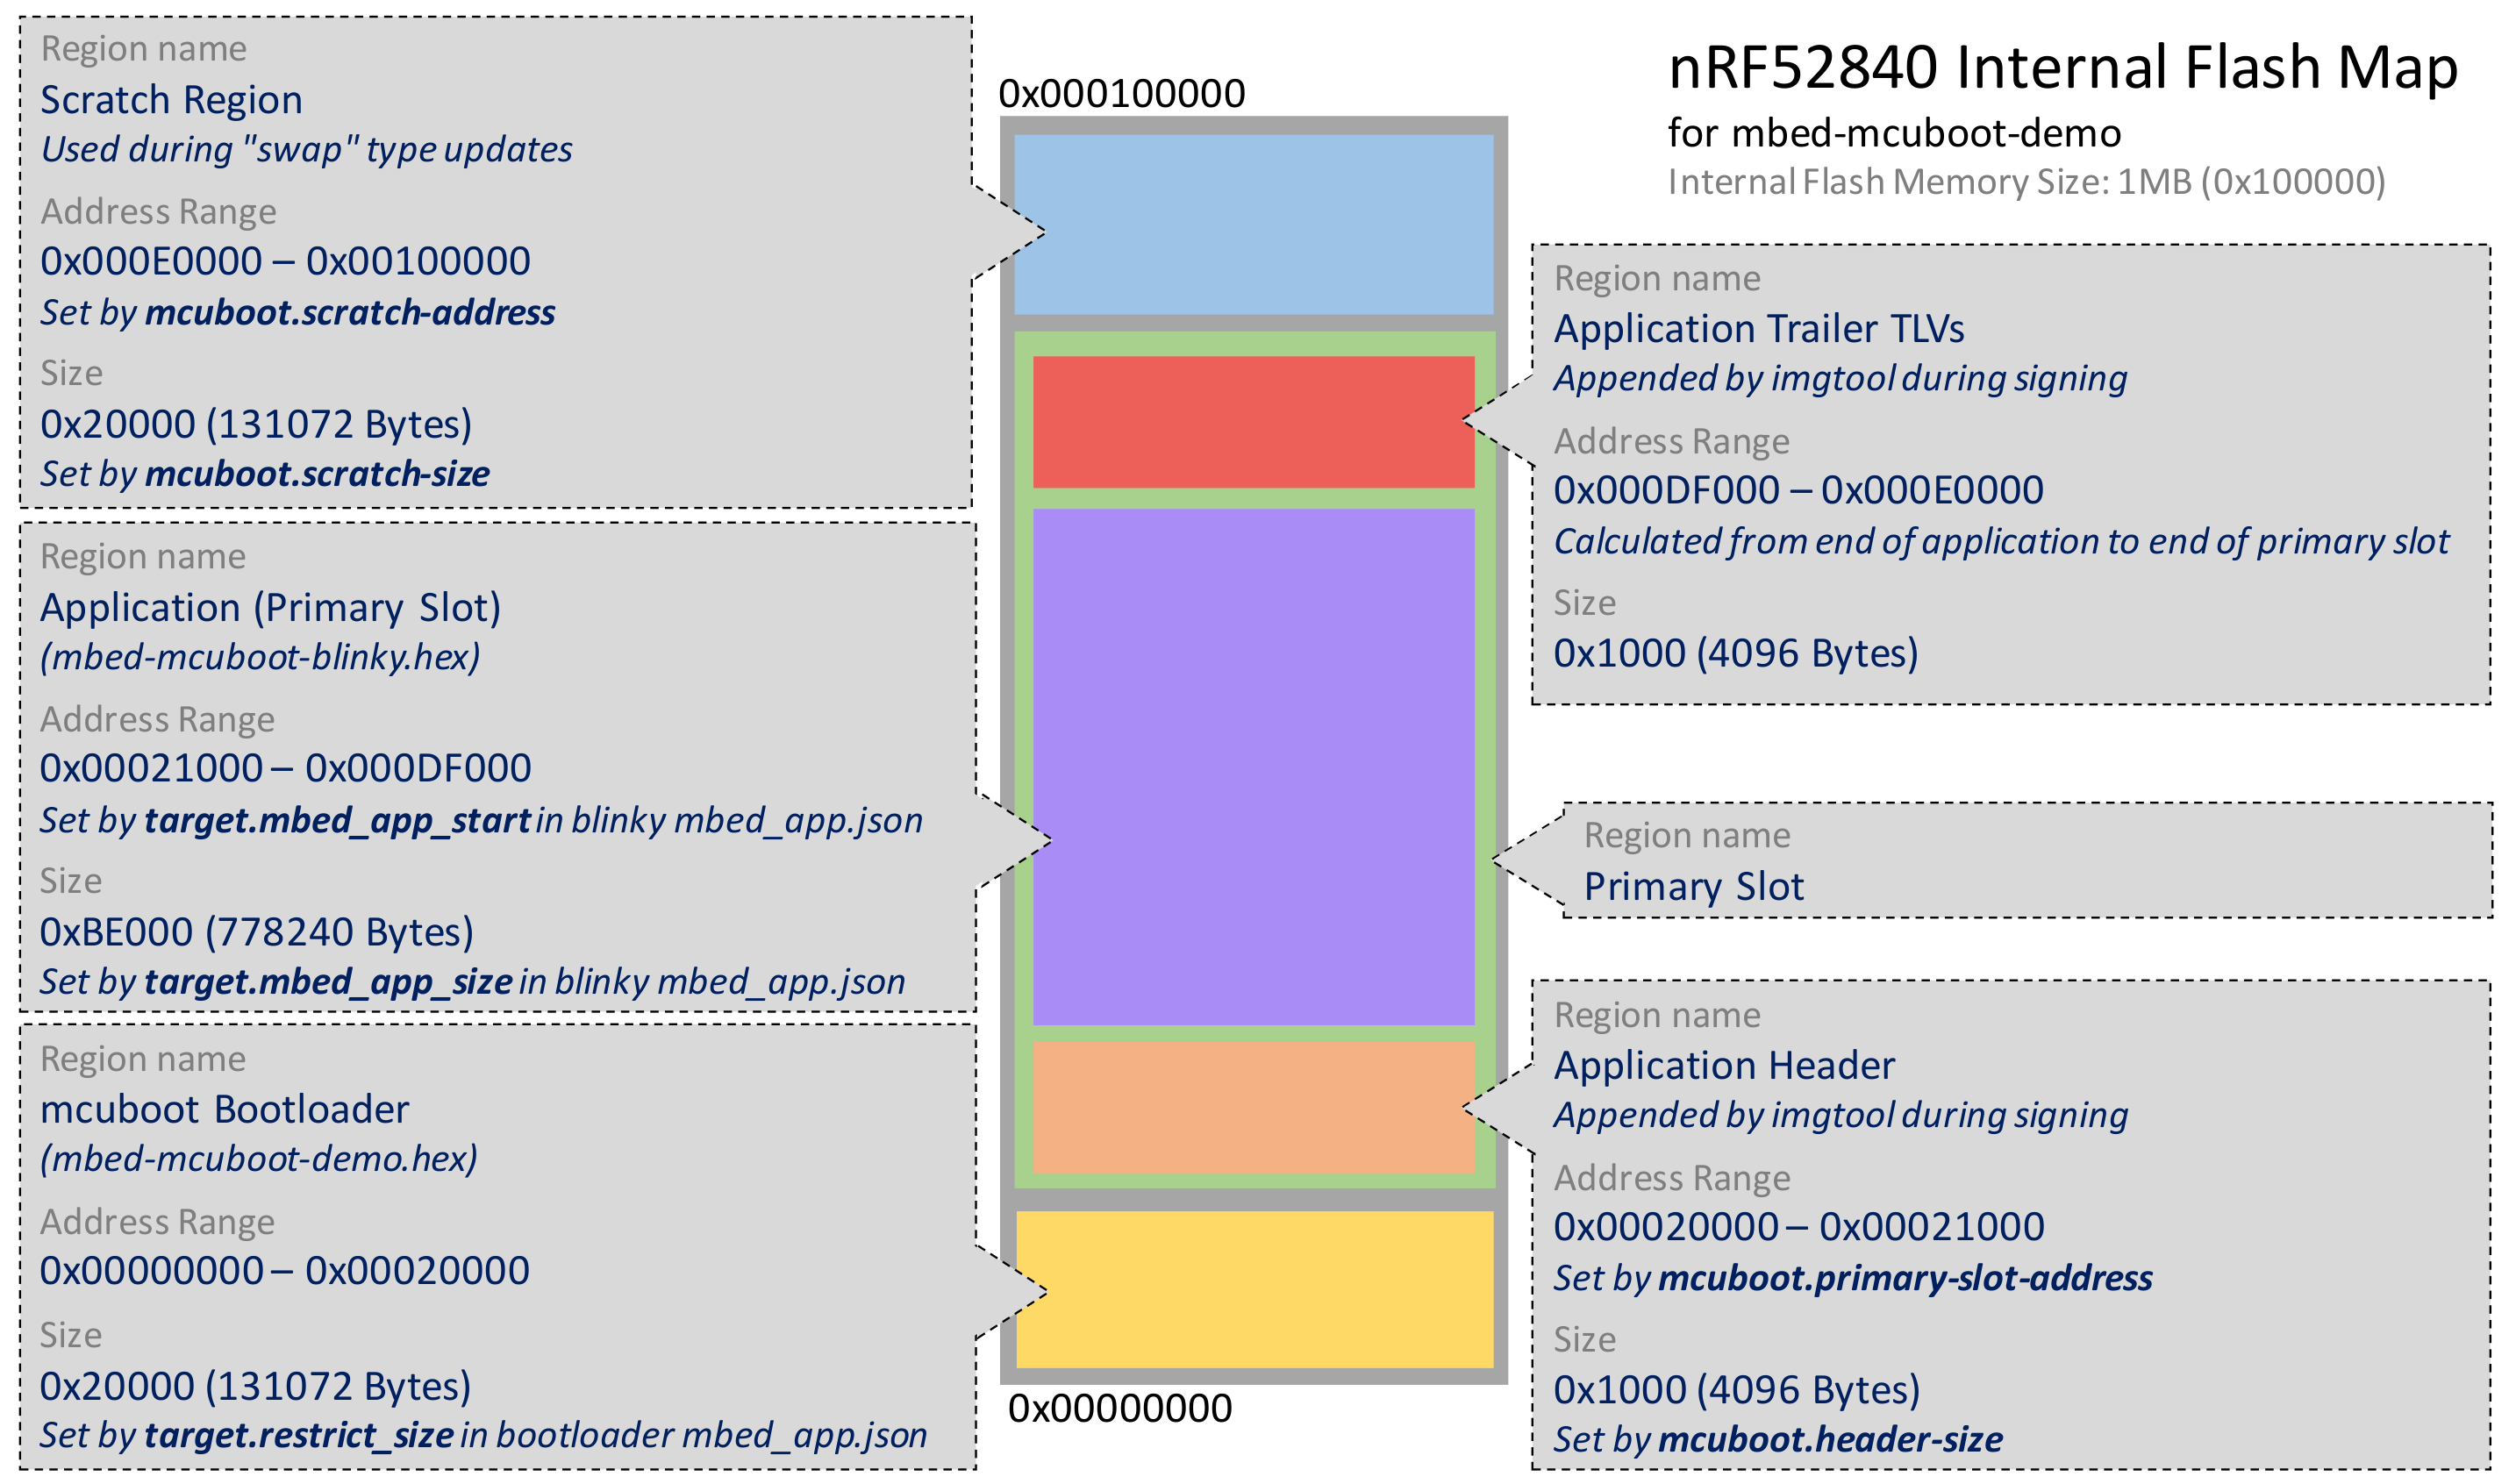 nRF52840 Internal Flash Map
for mbed-mcuboot-demo
Internal Flash Memory Size: 1MB (0x100000)
Region name
Scratch Region
Used during "swap" type updates
Address Range
0x000E0000 – 0x00100000
Set by mcuboot.scratch-address
Size
0x20000 (131072 Bytes)
Set by mcuboot.scratch-size
Region name
Application (Primary Slot)
(mbed-mcuboot-blinky.hex)
Address Range
0x00021000 – 0x000DF000
Set by target.mbed_app_start in blinky mbed_app.json
Size
0xBE000 (778240 Bytes)
Set by target.mbed_app_size in blinky mbed_app.json
Region name
mcuboot Bootloader
(mbed-mcuboot-demo.hex)
Address Range
0x00000000 – 0x00020000
Size
0x20000 (131072 Bytes)
Set by target.restrict_size in bootloader mbed_app.json
0x000100000
0x00000000
Region name
Application Trailer TLVs
Appended by imgtool during signing
Address Range
0x000DF000 – 0x000E0000
Calculated from end of application to end of primary slot
Size
0x1000 (4096 Bytes)
Region name
Primary Slot
Region name
Application Header
Appended by imgtool during signing
Address Range
0x00020000 – 0x00021000
Set by mcuboot.primary-slot-address
Size
0x1000 (4096 Bytes)
Set by mcuboot.header-size